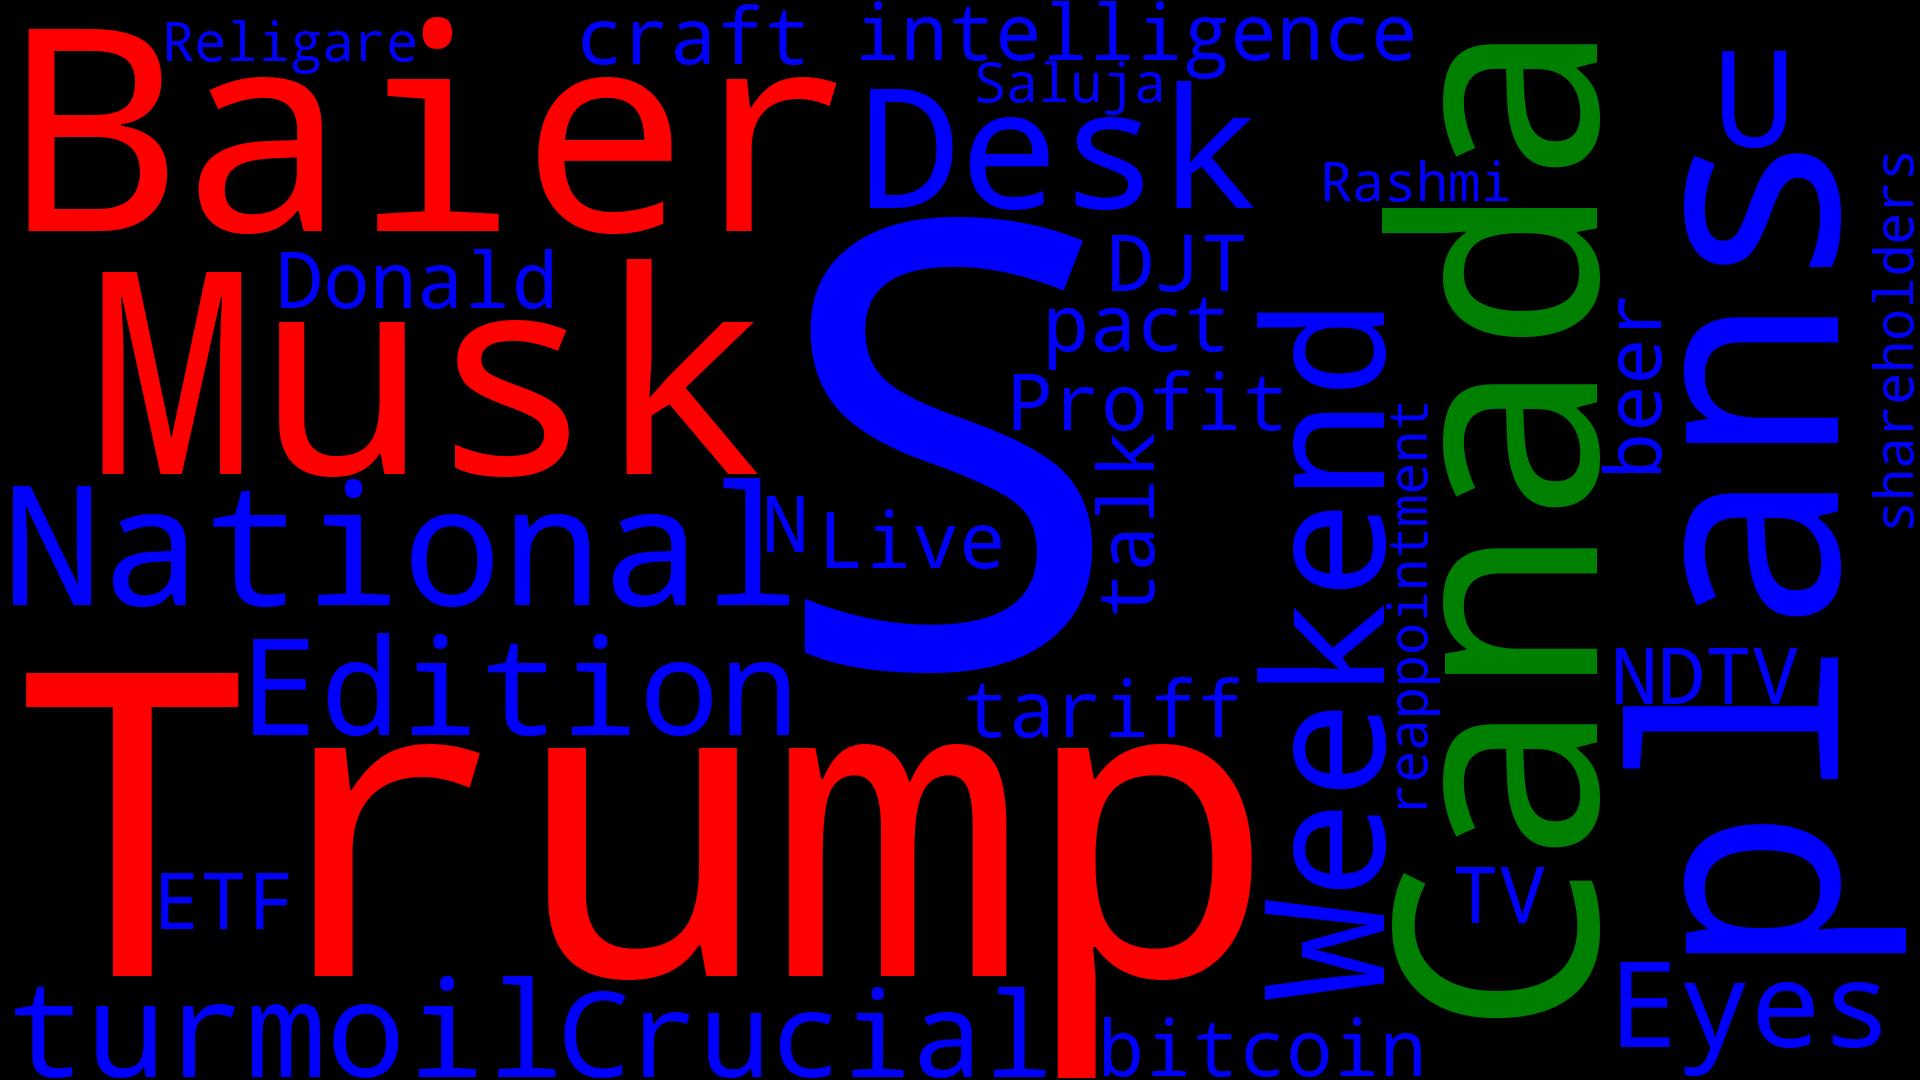 Religare
craft
intelligence
Baier
Saluja
Desk
Rashmi
Donald
Musk
S
DJT
pact
Profit
talk
National
N
Live
Edition
tariff
Trump
ETF
turmoil
Crucial
bitcoin
Weekend
reappointment
Canada
TV
U
beer
plans
NDTV
Eyes
shareholders